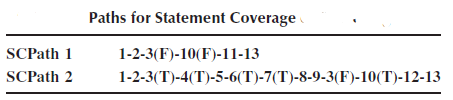 Paths for Statement Coverage
SCPath 1 1-2-3(F)-10(F)-11-13
SCPath 2 1-2-3(T)-4(T)-5-6(T)-7(T)-8-9-3(F)-10(T)-12-13